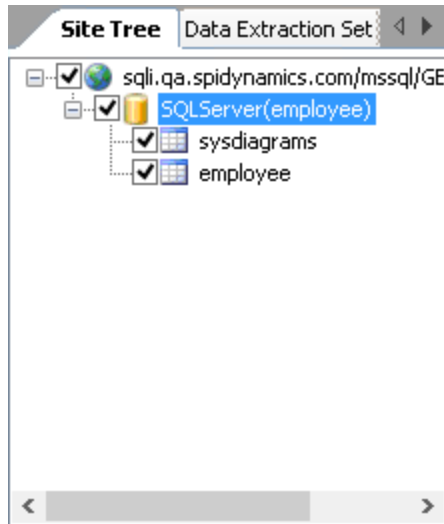 Site Tree Data Extraction Set
sqli.qa.spidynamics.com/mssql/GE
SQLServer(employee)
sysdiagrams
employee